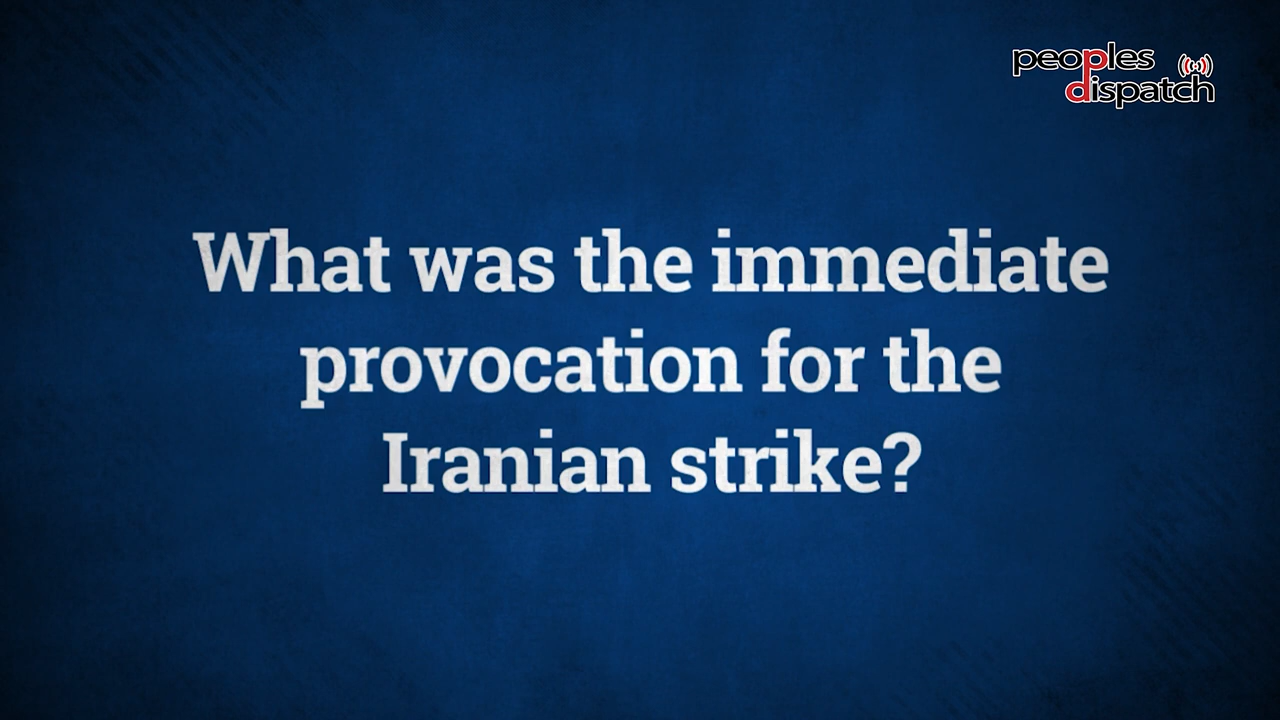 peoples
dispatch
What was the immediate
provocation for the
Iranian strike?